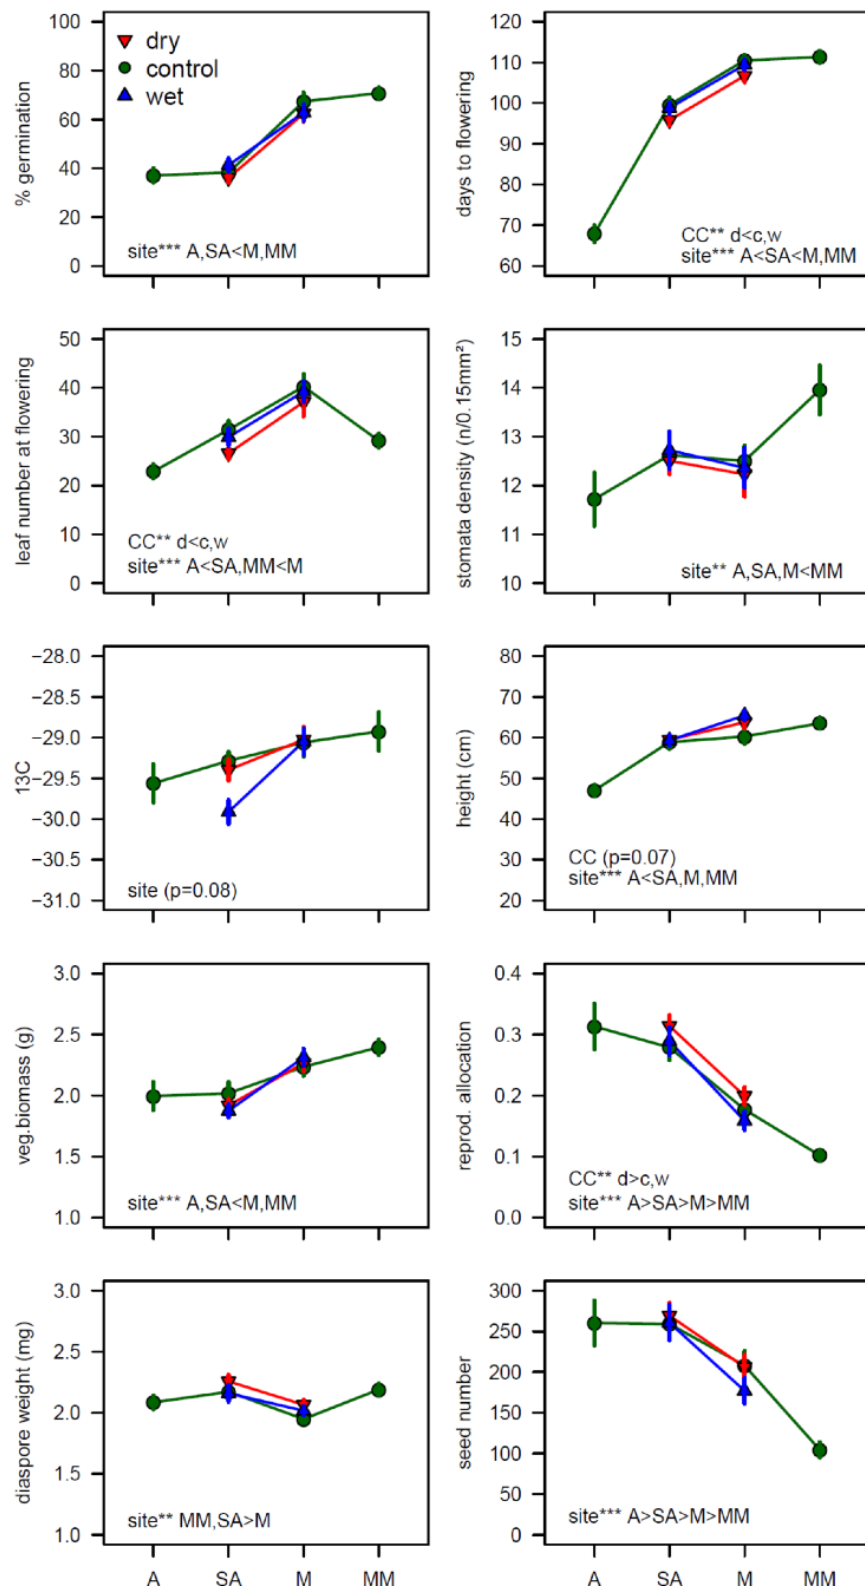 100
80
60
40
20
0
% germination
dry
control
wet
site*** A,SA<M,MM
120
110
100
90
80
70
60
days to flowering
CC** d<c,w
site*** A<SA<M,MM
50
40
30
20
10
0
leaf number at flowering
CC** d<c,w
site*** A<SA,MM<M
15
14
13
12
11
10
stomata density (n/0.15mm²)
site** A,SA,M<MM
−28.0
−28.5
−29.0
−29.5
−30.0
−30.5
−31.0
13C
site (p=0.08)
80
70
60
50
40
30
20
height (cm)
CC (p=0.07)
site*** A<SA,M,MM
3.0
2.5
2.0
1.5
1.0
veg.biomass (g)
site*** A,SA<M,MM
0.4
0.3
0.2
0.1
0.0
reprod. allocation
CC** d>c,w
site*** A>SA>M>MM
3.0
2.5
2.0
1.5
1.0
diaspore weight (mg)
site** MM,SA>M
A SA M MM
300
250
200
150
100
50
0
seed number
site*** A>SA>M>MM
A SA M MM